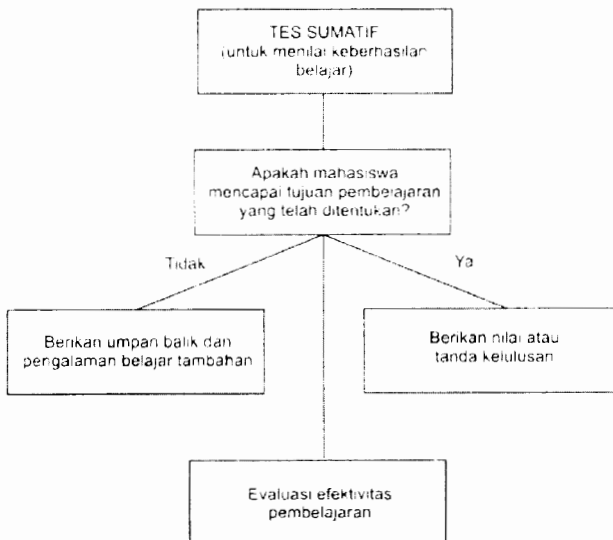 TES SUMATIF
(untuk menilai keberhasilan
belajar)
Apakah mahasiswa
mencapai tujuan pembelajaran
yang telah ditentukan?
Tidak
Ya
Berikan umpan balik dan
pengalaman belajar tambahan
Berikan nilai atau
tanda kelulusan
Evaluasi efektivitas
pembelajaran